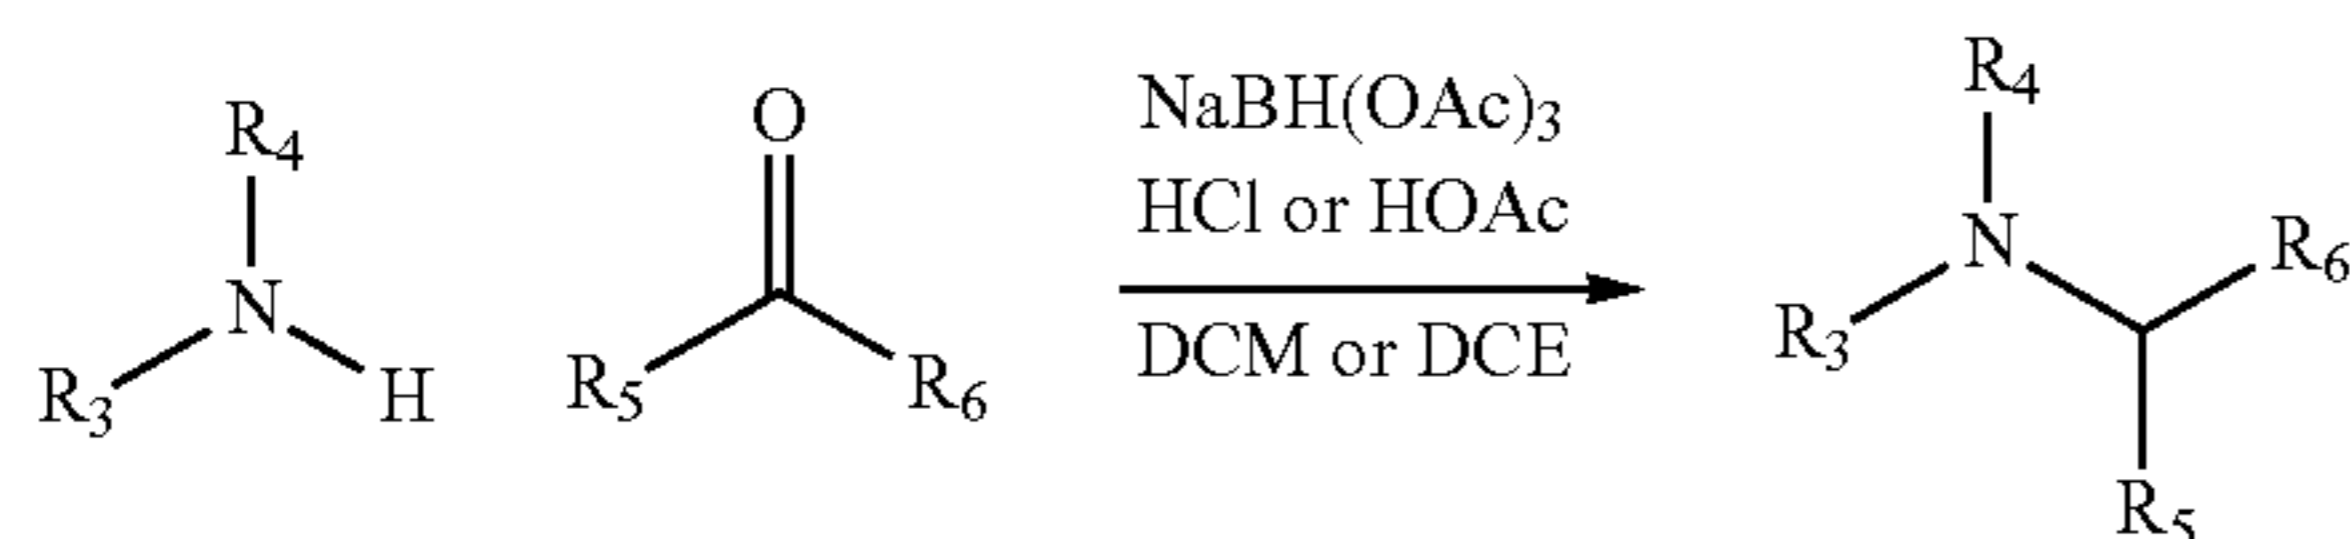 R4
N
R3
H
O
R5
R6
NaBH(OAc)3
HCl or HOAc
DCM or DCE
R4
N
R6
R3
R5